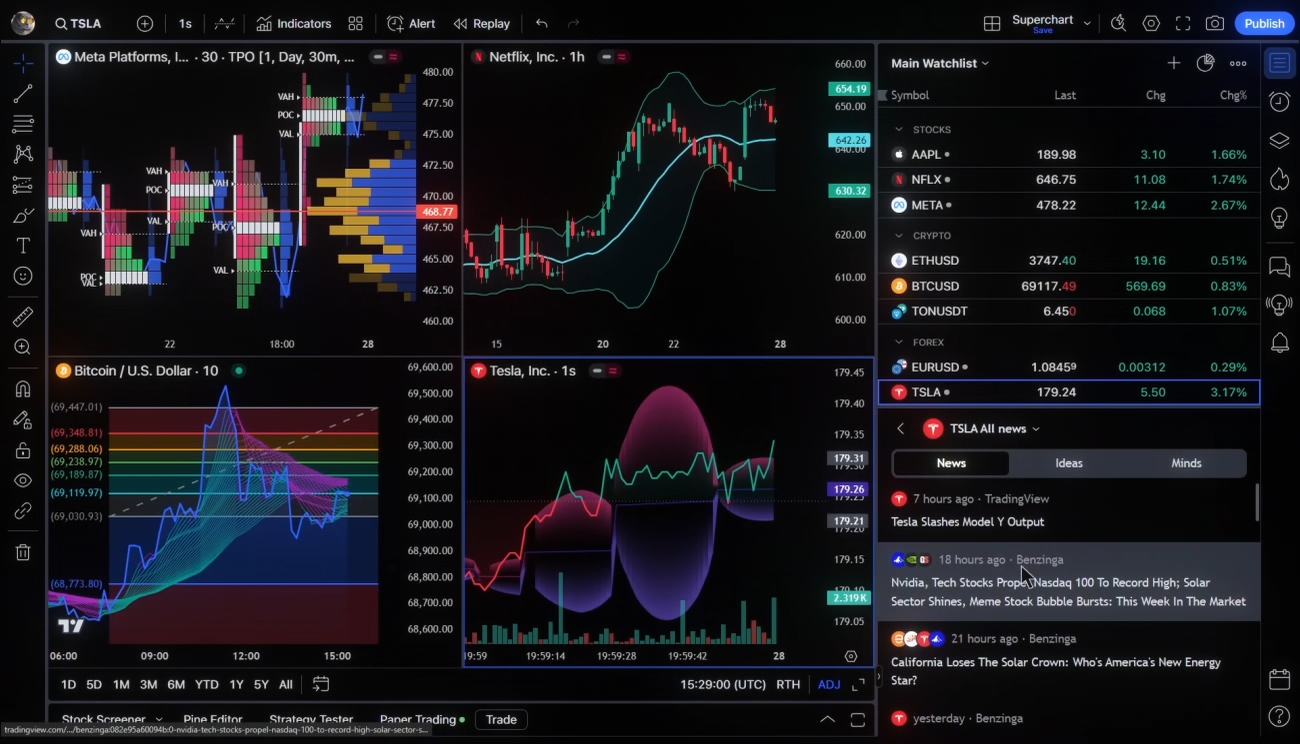 TSLA
1s
Indicators
Alert
Replay
Superchart
Save
Publish
Meta Platforms, I... · 30 · TPO [1, Day, 30m, ...
480.00
477.50
475.00
472.50
470.00
468.77
467.50
465.00
462.50
460.00
VAH
POC
VAL
VAH
POC
VAL
VAH
POC
VAL
VAH
POC
VAL
22
18:00
28
Netflix, Inc. · 1h
660.00
654.19
650.00
642.26
640.00
630.32
620.00
610.00
600.00
15
20
22
28
Bitcoin / U.S. Dollar · 10
69,600.00
69,500.00
69,400.00
69,300.00
69,200.00
69,100.00
69,000.00
68,900.00
68,800.00
68,700.00
68,600.00
(69,447.01)
(69,348.81)
(69,288.06)
(69,238.97)
(69,189.87)
(69,119.97)
(69,030.93)
(68,773.80)
06:00
09:00
12:00
15:00
Tesla, Inc. · 1s
179.45
179.40
179.35
179.31
179.30
179.26
179.25
179.21
179.20
179.15
179.10
2.319K
179.05
19:59
19:59:14
19:59:28
19:59:42
28
1D 5D 1M 3M 6M YTD 1Y 5Y All
15:29:00 (UTC) RTH ADJ
Stock Screener Pine Editor Strategy Tester Paper Trading Trade
tradingview.com/.../benzinga:082e95a60094b:0-nvidia-tech-stocks-propel-nasdaq-100-to-record-high-solar-sector-s...
Main Watchlist
Symbol Last Chg Chg%
STOCKS
AAPL 189.98 3.10 1.66%
NFLX 646.75 11.08 1.74%
META 478.22 12.44 2.67%
CRYPTO
ETHUSD 3747.40 19.16 0.51%
BTCUSD 69117.49 569.69 0.83%
TONUSDT 6.450 0.068 1.07%
FOREX
EURUSD 1.0845⁹ 0.00312 0.29%
TSLA 179.24 5.50 3.17%
TSLA All news
News Ideas Minds
7 hours ago · TradingView
Tesla Slashes Model Y Output
18 hours ago · Benzinga
Nvidia, Tech Stocks Propel Nasdaq 100 To Record High; Solar
Sector Shines, Meme Stock Bubble Bursts: This Week In The Market
21 hours ago · Benzinga
California Loses The Solar Crown: Who's America's New Energy
Star?
yesterday · Benzinga